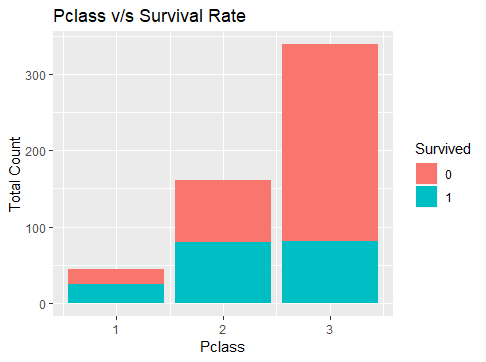 Pclass v/s Survival Rate
Total Count
300
200
100
0
1
2
3
Pclass
Survived
0
1